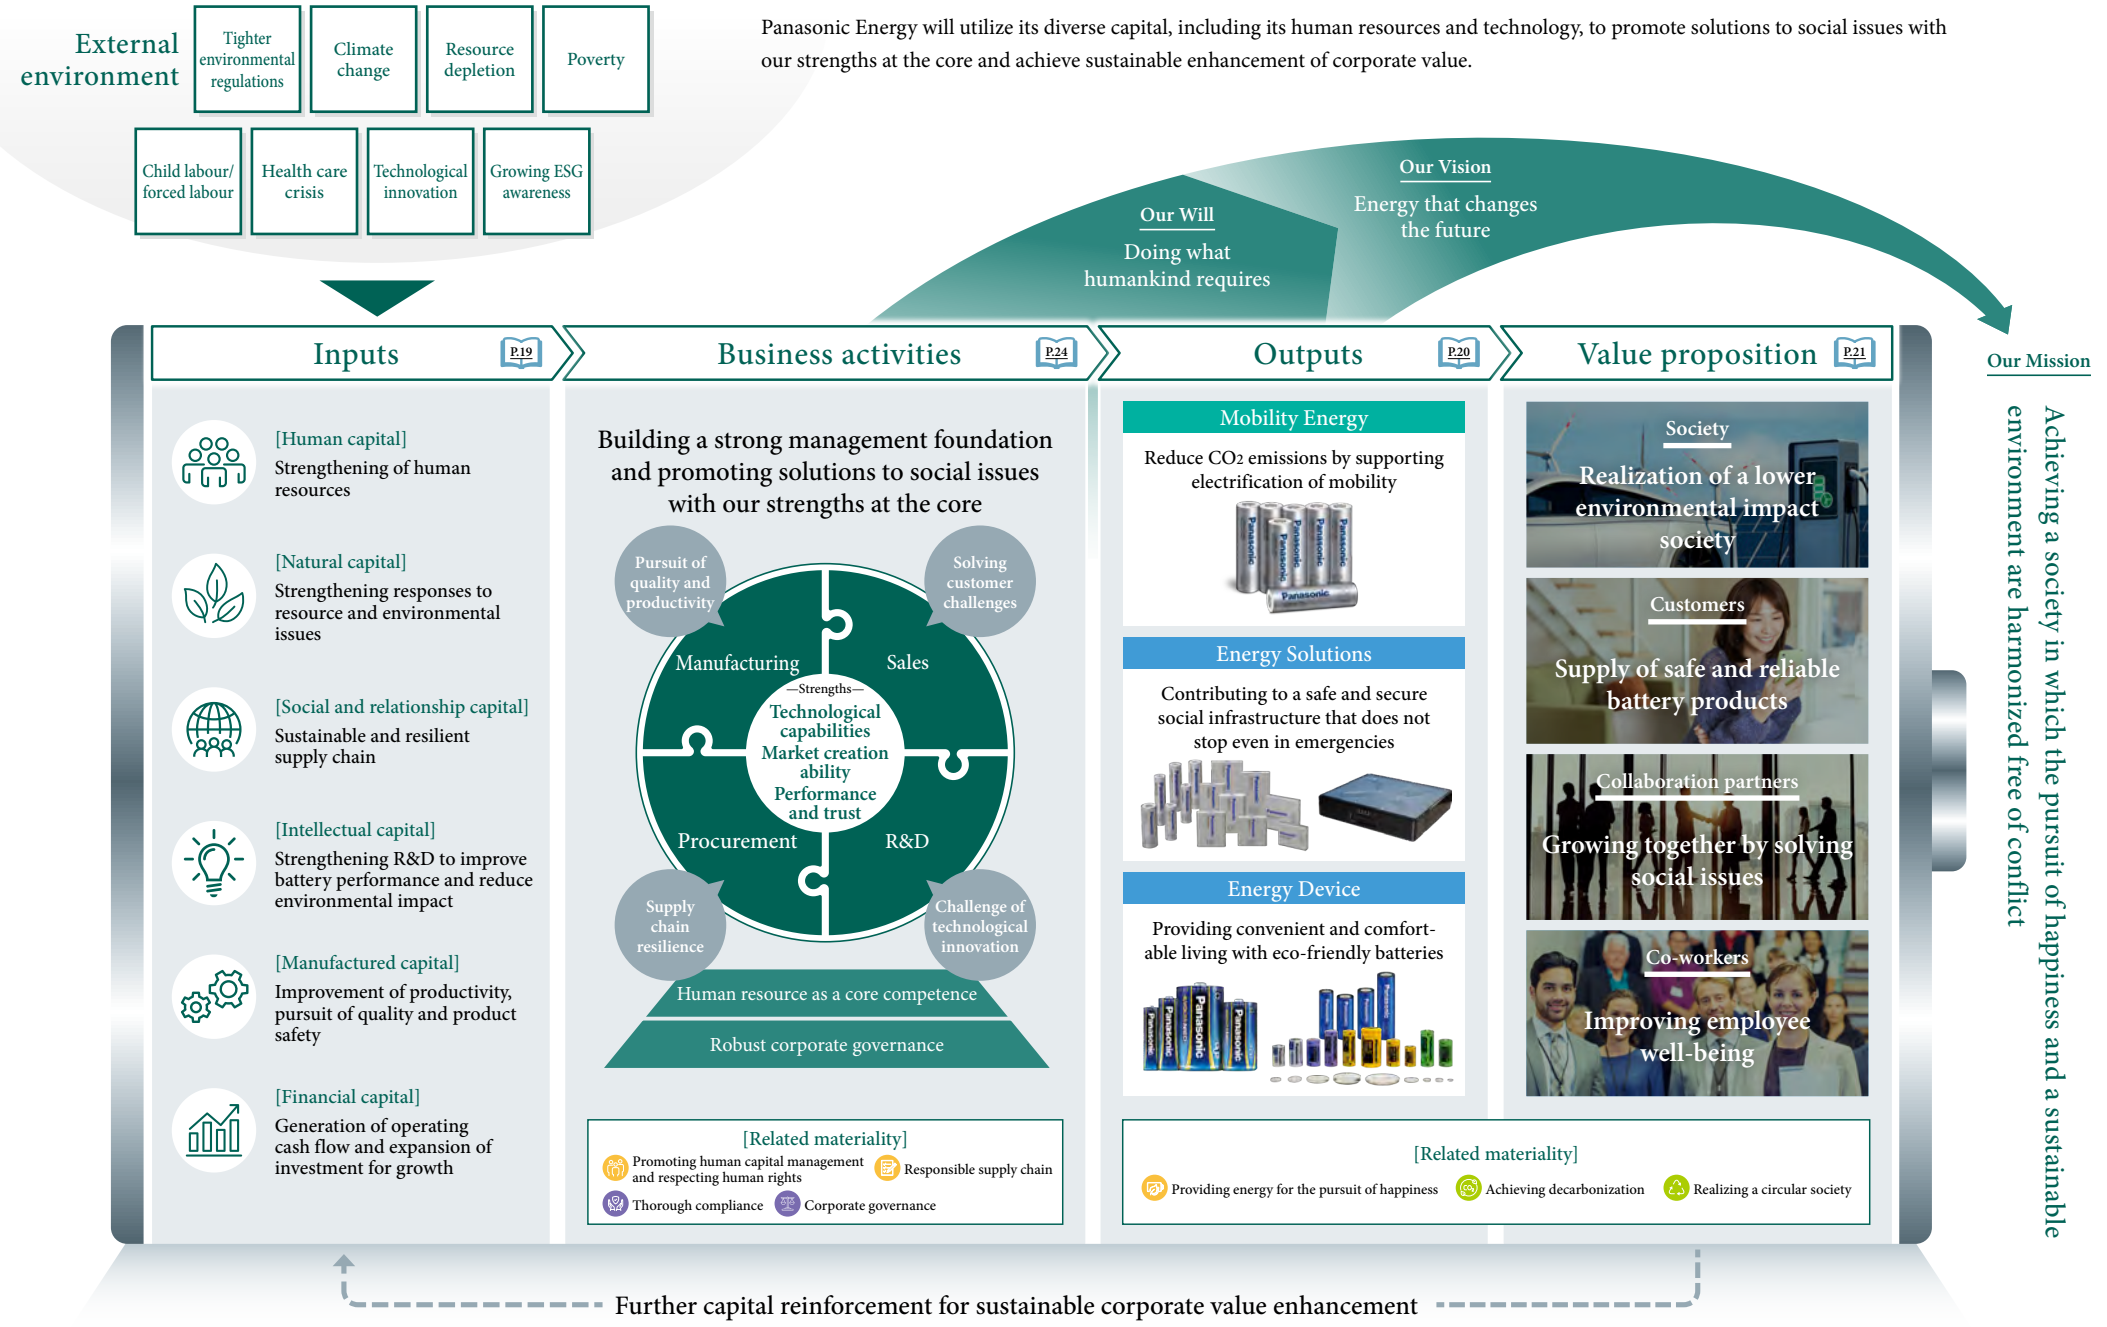 External
environment
Tighter
environmental
regulations
Climate
change
Resource
depletion
Poverty
Child labour/
forced labour
Health care
crisis
Technological
innovation
Growing ESG
awareness
Panasonic Energy will utilize its diverse capital, including its human resources and technology, to promote solutions to social issues with
our strengths at the core and achieve sustainable enhancement of corporate value.
Our Will
Doing what
humankind requires
Our Vision
Energy that changes
the future
Our Mission
Achieving a society in which the pursuit of happiness and a sustainable
environment are harmonized free of conflict
Inputs
P.19
[Human capital]
Strengthening of human
resources
[Natural capital]
Strengthening responses to
resource and environmental
issues
[Social and relationship capital]
Sustainable and resilient
supply chain
[Intellectual capital]
Strengthening R&D to improve
battery performance and reduce
environmental impact
[Manufactured capital]
Improvement of productivity,
pursuit of quality and product
safety
[Financial capital]
Generation of operating
cash flow and expansion of
investment for growth
Business activities
P.24
Building a strong management foundation
and promoting solutions to social issues
with our strengths at the core
Pursuit of
quality and
productivity
Solving
customer
challenges
Manufacturing
Sales
—Strengths—
Technological
capabilities
Market creation
ability
Performance
and trust
Procurement
R&D
Supply
chain
resilience
Challenge of
technological
innovation
Human resource as a core competence
Robust corporate governance
[Related materiality]
Promoting human capital management
and respecting human rights
Responsible supply chain
Thorough compliance
Corporate governance
Outputs
P.20
Mobility Energy
Reduce CO2 emissions by supporting
electrification of mobility
Panasonic
Panasonic
Panasonic
Panasonic
Panasonic
Panasonic
Energy Solutions
Contributing to a safe and secure
social infrastructure that does not
stop even in emergencies
Energy Device
Providing convenient and comfort-
able living with eco-friendly batteries
Panasonic
Panasonic
Panasonic
Panasonic
Panasonic
Value proposition
P.21
Society
Realization of a lower
environmental impact
society
Customers
Supply of safe and reliable
battery products
Collaboration partners
Growing together by solving
social issues
Co-workers
Improving employee
well-being
[Related materiality]
Providing energy for the pursuit of happiness
CO2
Achieving decarbonization
Realizing a circular society
Further capital reinforcement for sustainable corporate value enhancement